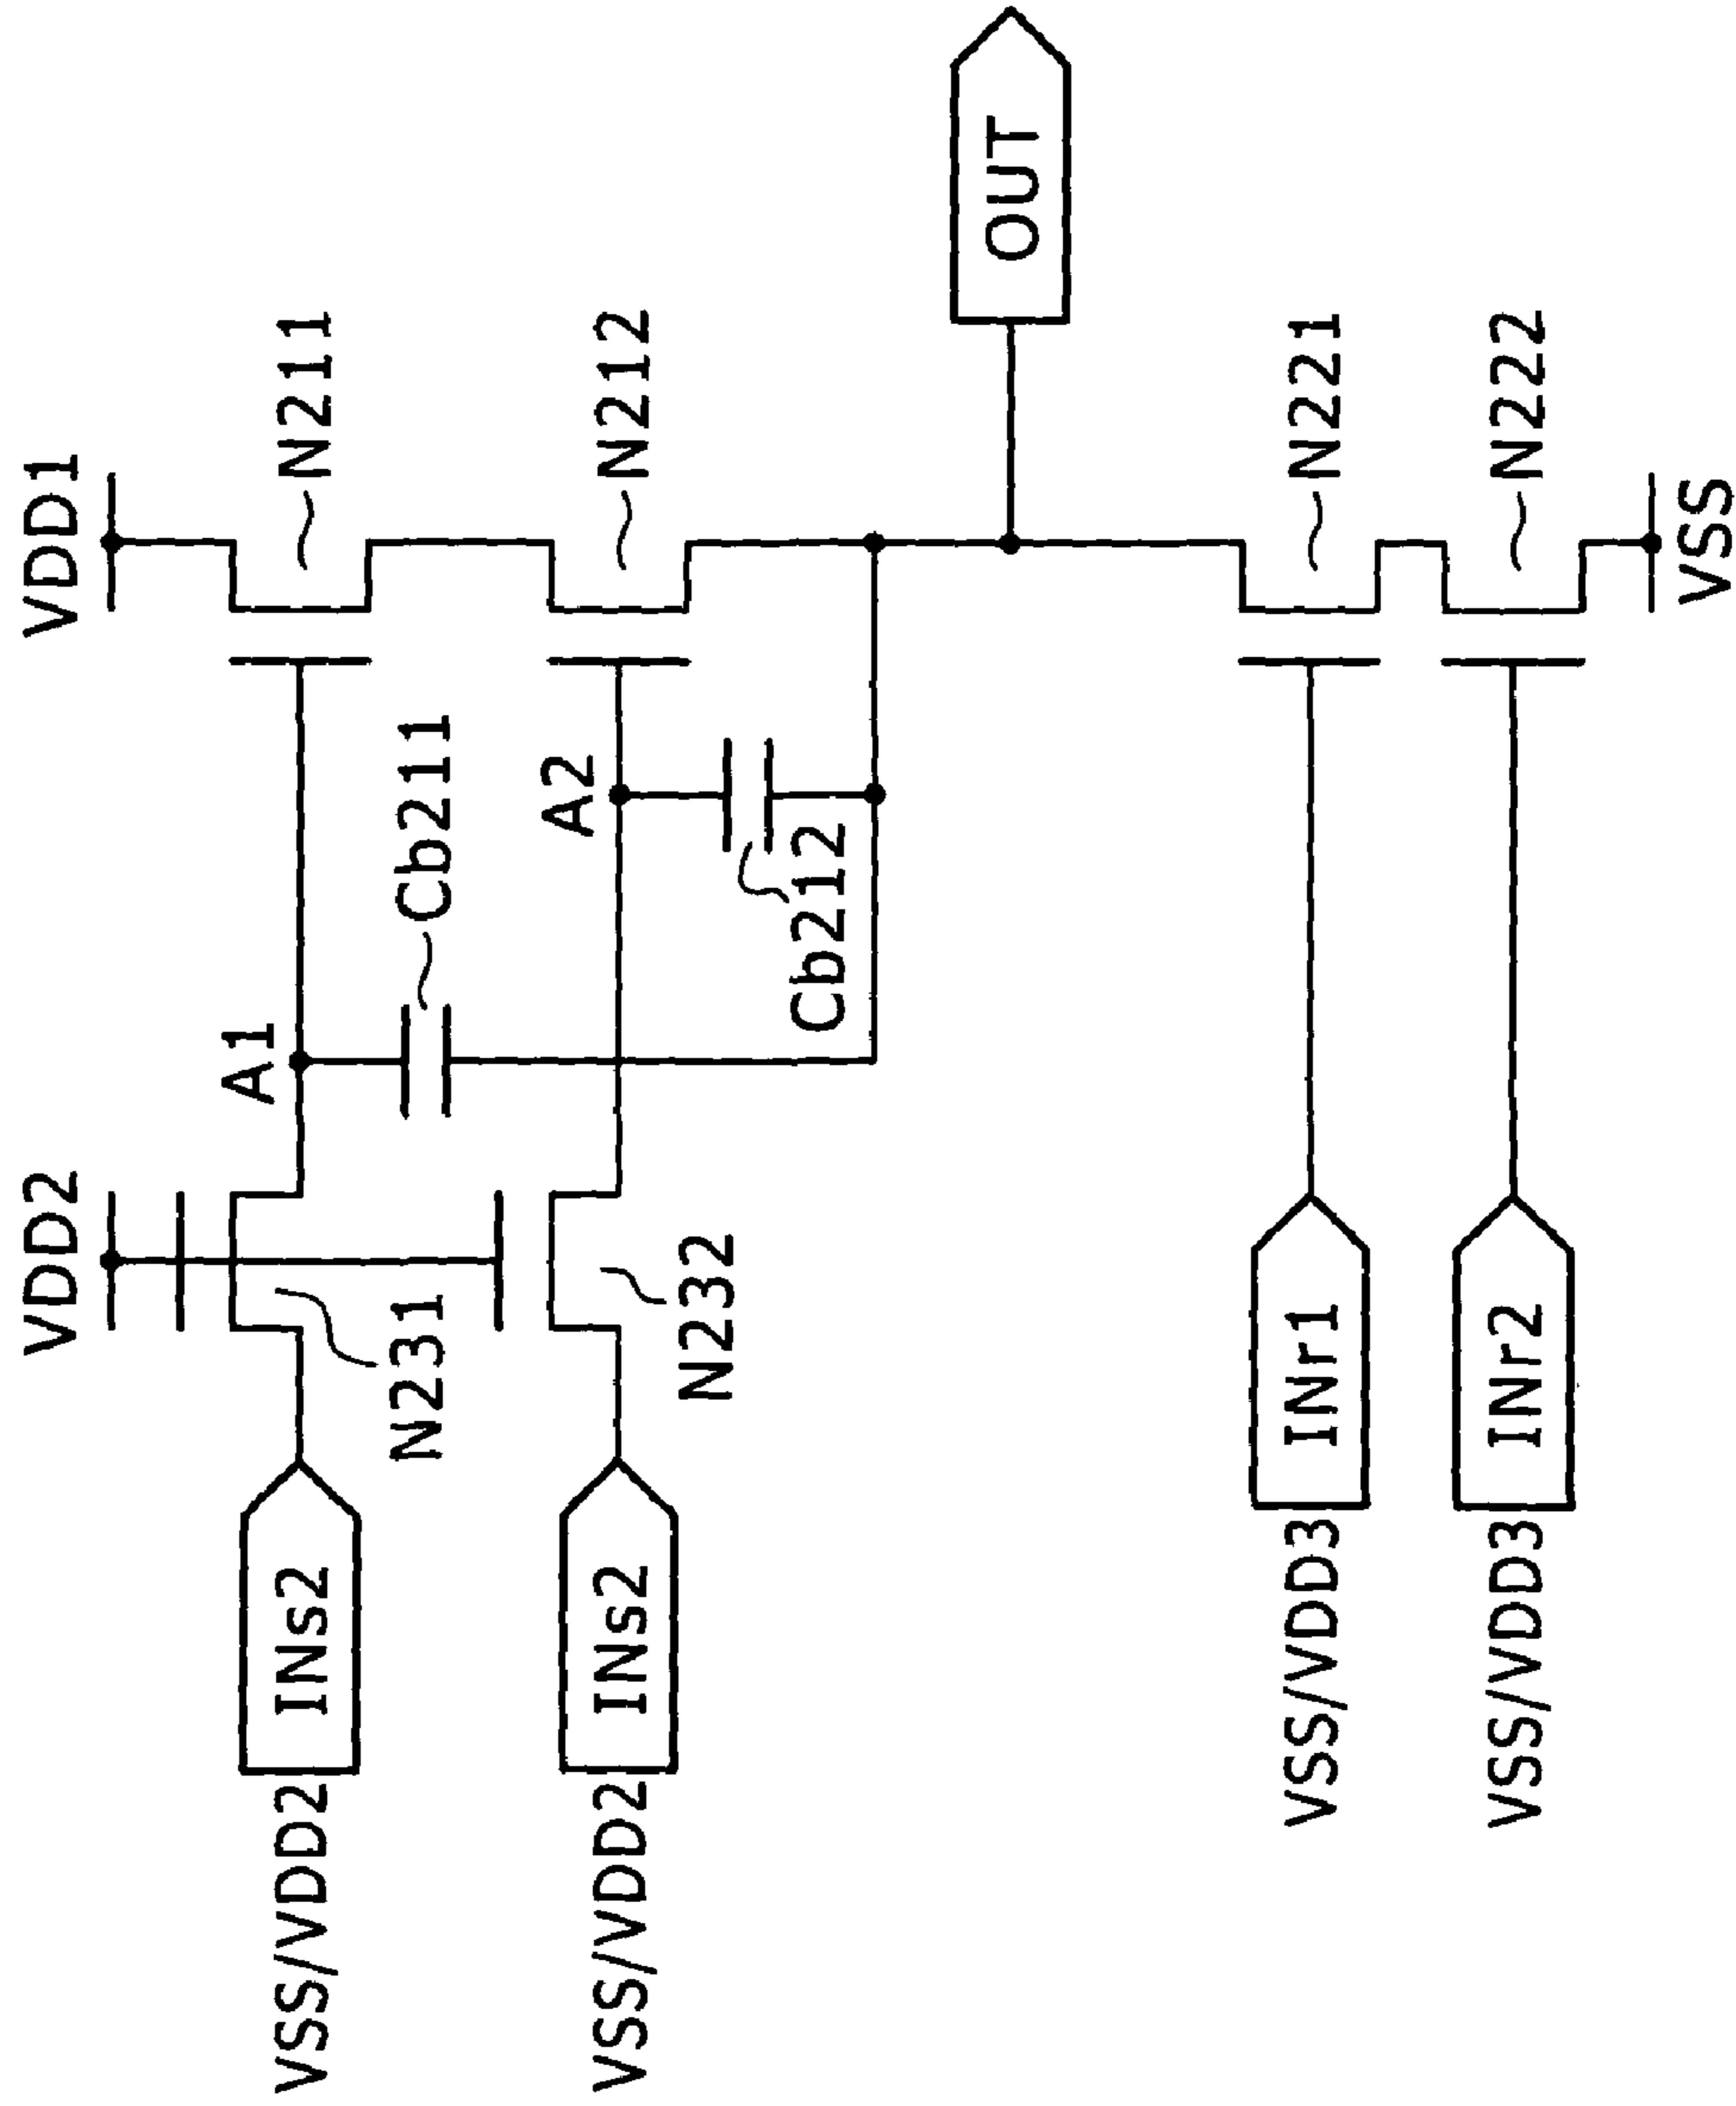 VDD2
VDD1
A1
VSS/VDD2
INs2
N211
N231
Cb211
A2
VSS/VDD2
INs2
N212
N232
Cb212
OUT
VSS/VDD3
INr1
N221
VSS/VDD3
INr2
N222
VSS